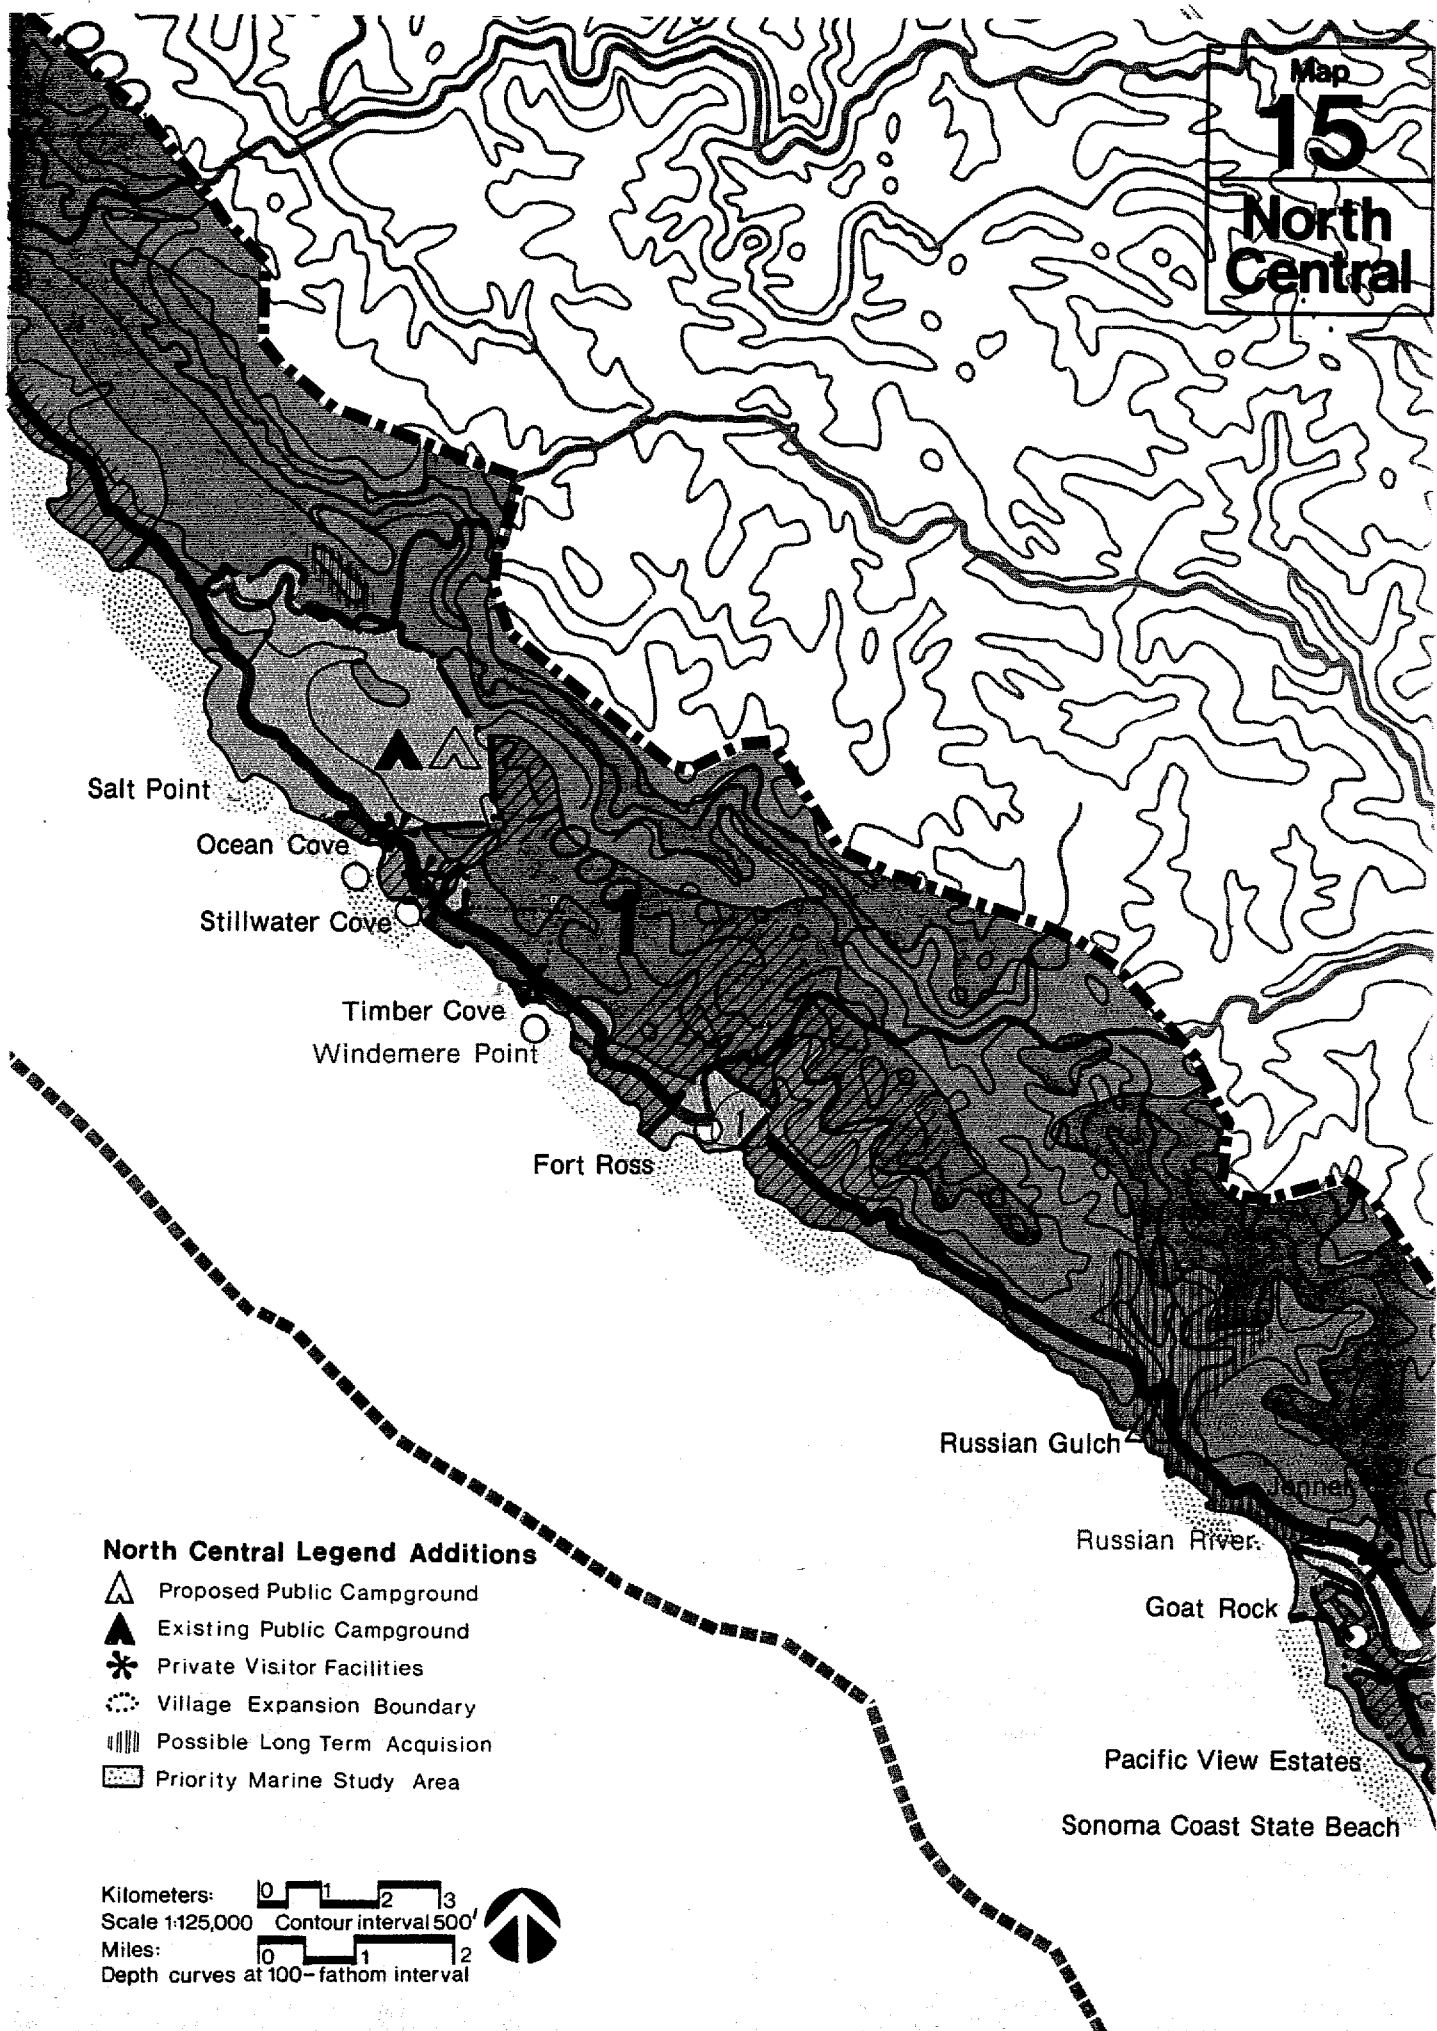 Map
15
North
Central
Salt Point
Ocean Cove
Stillwater Cove
Timber Cove
Windemere Point
1
Fort Ross
Russian Gulch
Jenner
Russian River
Goat Rock
Pacific View Estates
Sonoma Coast State Beach
North Central Legend Additions
Proposed Public Campground
Existing Public Campground
Private Visitor Facilities
Village Expansion Boundary
Possible Long Term Acquision
Priority Marine Study Area
Kilometers: 0 1 2 3
Scale 1:125,000 Contour interval 500'
Miles: 0 1 2
Depth curves at 100-fathom interval